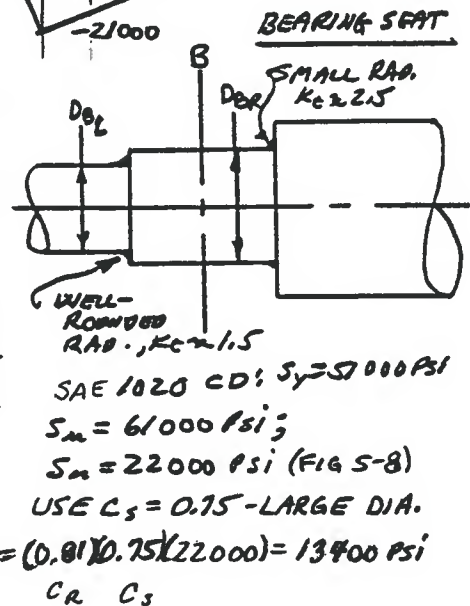 -21000
BEARING SEAT
B
SMALL RAD.
Kt≈2.5
DBR
DBL
WELL-
ROUNDED
RAD., Kt≈1.5
SAE 1020 CD: Sy=51000 PSI
Su = 61000 PSi;
Sn = 22000 PSi (FIG 5-8)
USE Cs = 0.75-LARGE DIA.
= (0.81)(0.75)(22000) = 13400 PSI
CR Cs